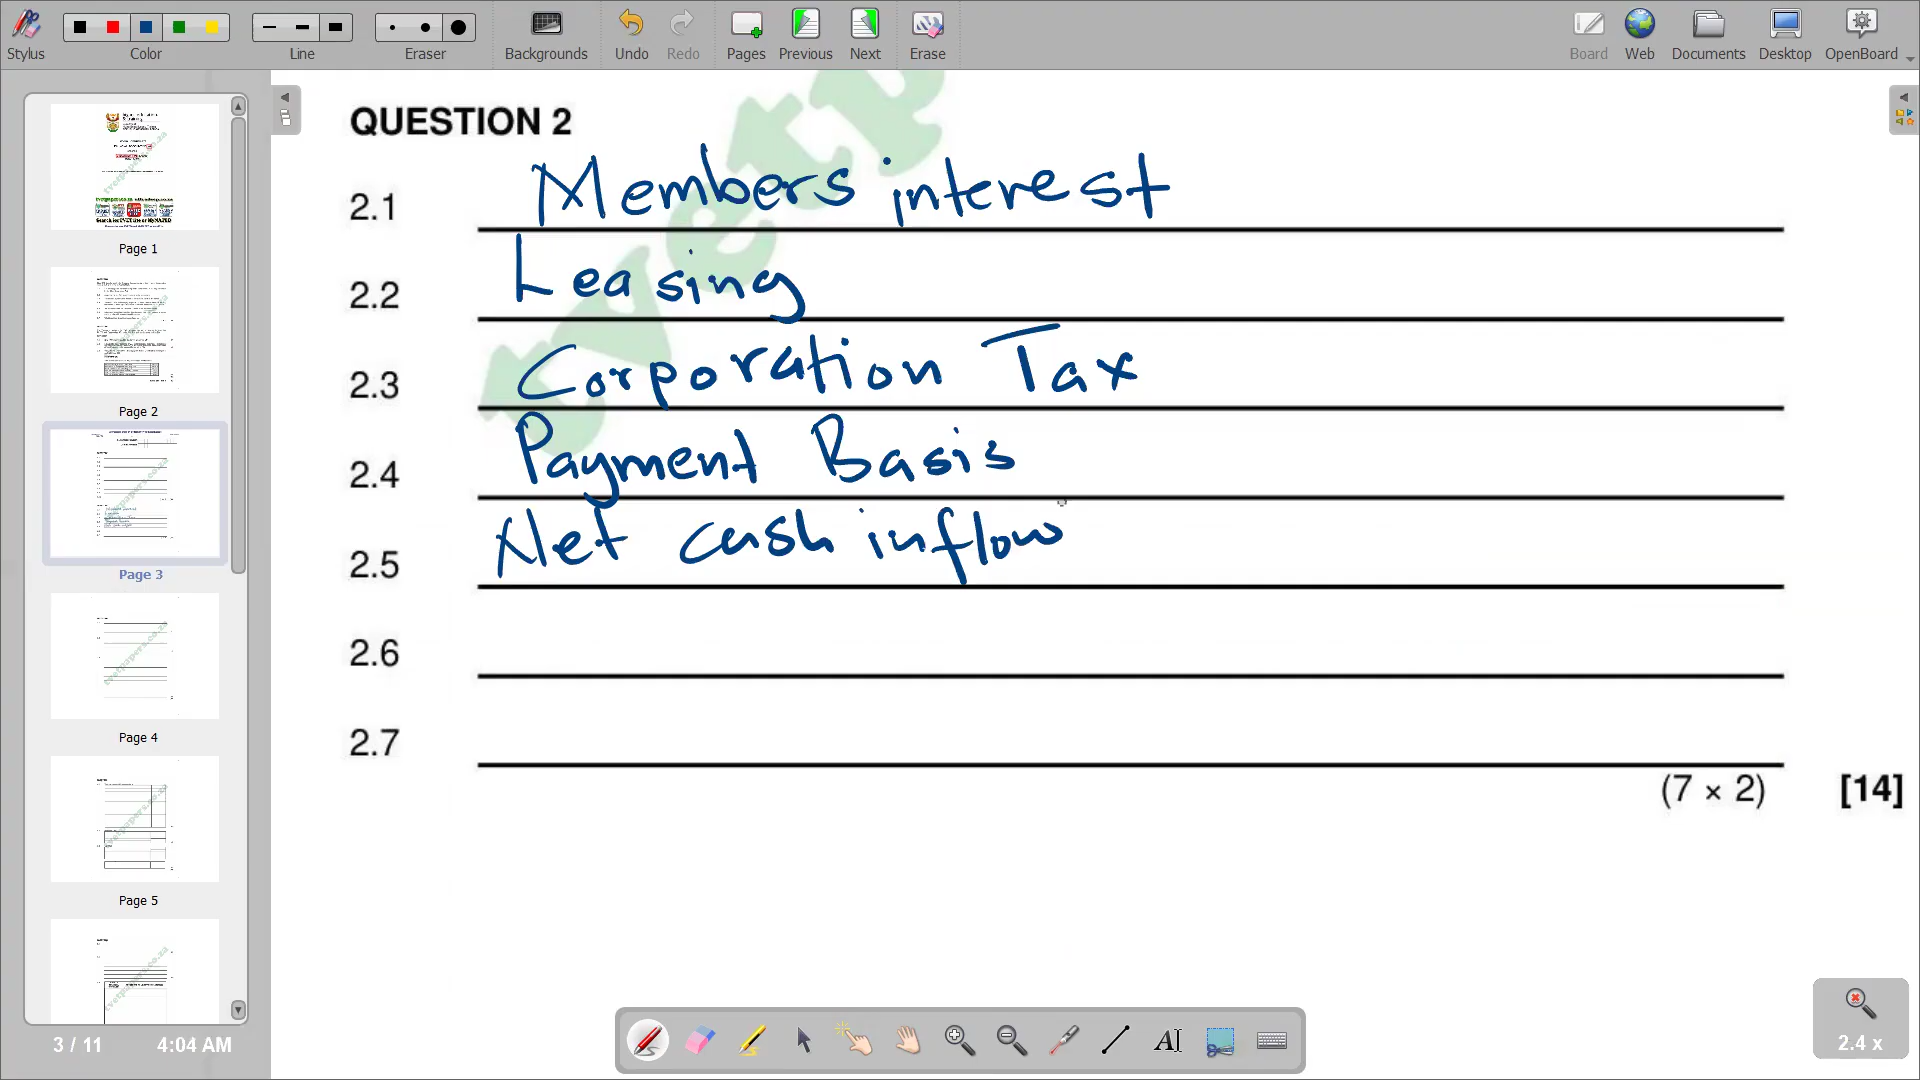 Stylus
Color
Line
Eraser
Backgrounds
Undo
Redo
Pages
Previous
Next
Erase
Board
Web
Documents
Desktop
OpenBoard
Page 1
Page 2
Page 3
Page 4
Page 5
3 / 11
4:04 AM
QUESTION 2
2.1 Members interest
2.2 Leasing
2.3 Corporation Tax
2.4 Payment Basis
2.5 Net cash inflow
2.6
2.7
(7 × 2) [14]
tvetp
2.4 x